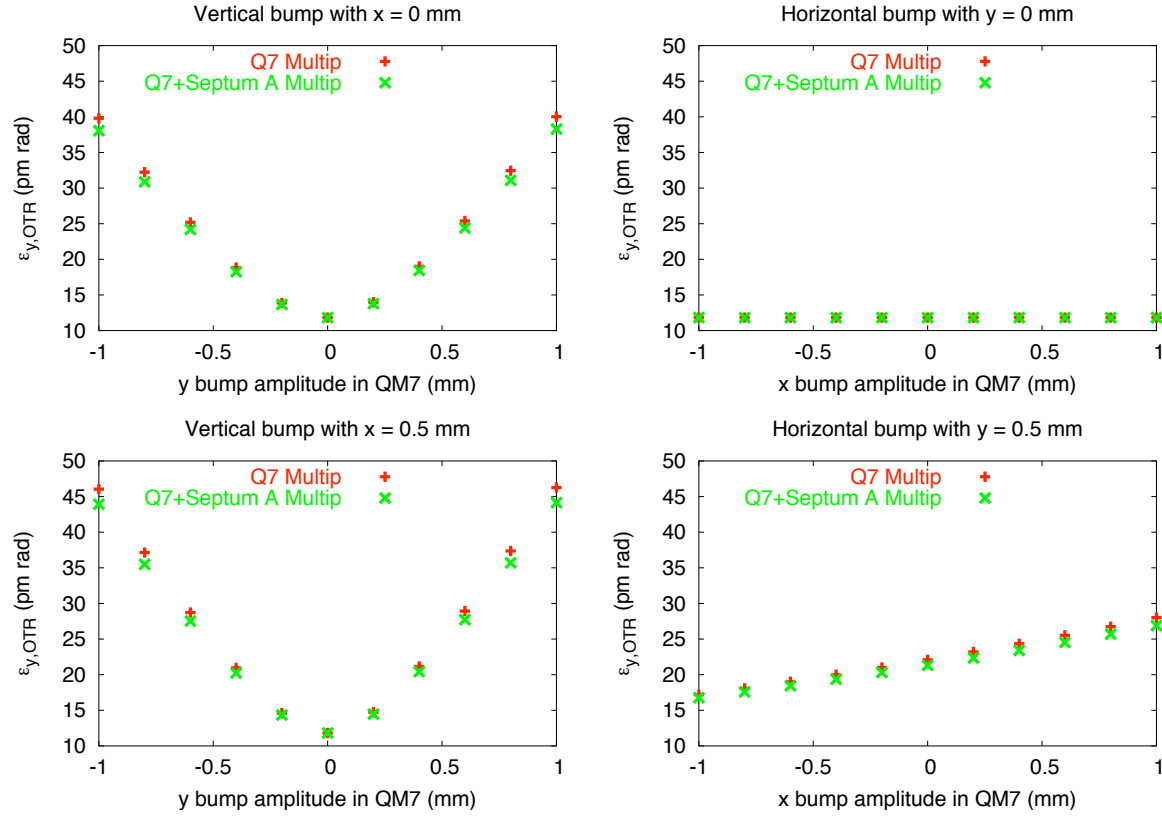 Vertical bump with x = 0 mm
50
45
40
35
30
25
20
15
10
ε y,OTR (pm rad)
Q7 Multip
Q7+Septum A Multip
-1 -0.5 0 0.5 1
y bump amplitude in QM7 (mm)
Horizontal bump with y = 0 mm
50
45
40
35
30
25
20
15
10
ε y,OTR (pm rad)
Q7 Multip
Q7+Septum A Multip
-1 -0.5 0 0.5 1
x bump amplitude in QM7 (mm)
Vertical bump with x = 0.5 mm
50
45
40
35
30
25
20
15
10
ε y,OTR (pm rad)
Q7 Multip
Q7+Septum A Multip
-1 -0.5 0 0.5 1
y bump amplitude in QM7 (mm)
Horizontal bump with y = 0.5 mm
50
45
40
35
30
25
20
15
10
ε y,OTR (pm rad)
Q7 Multip
Q7+Septum A Multip
-1 -0.5 0 0.5 1
x bump amplitude in QM7 (mm)